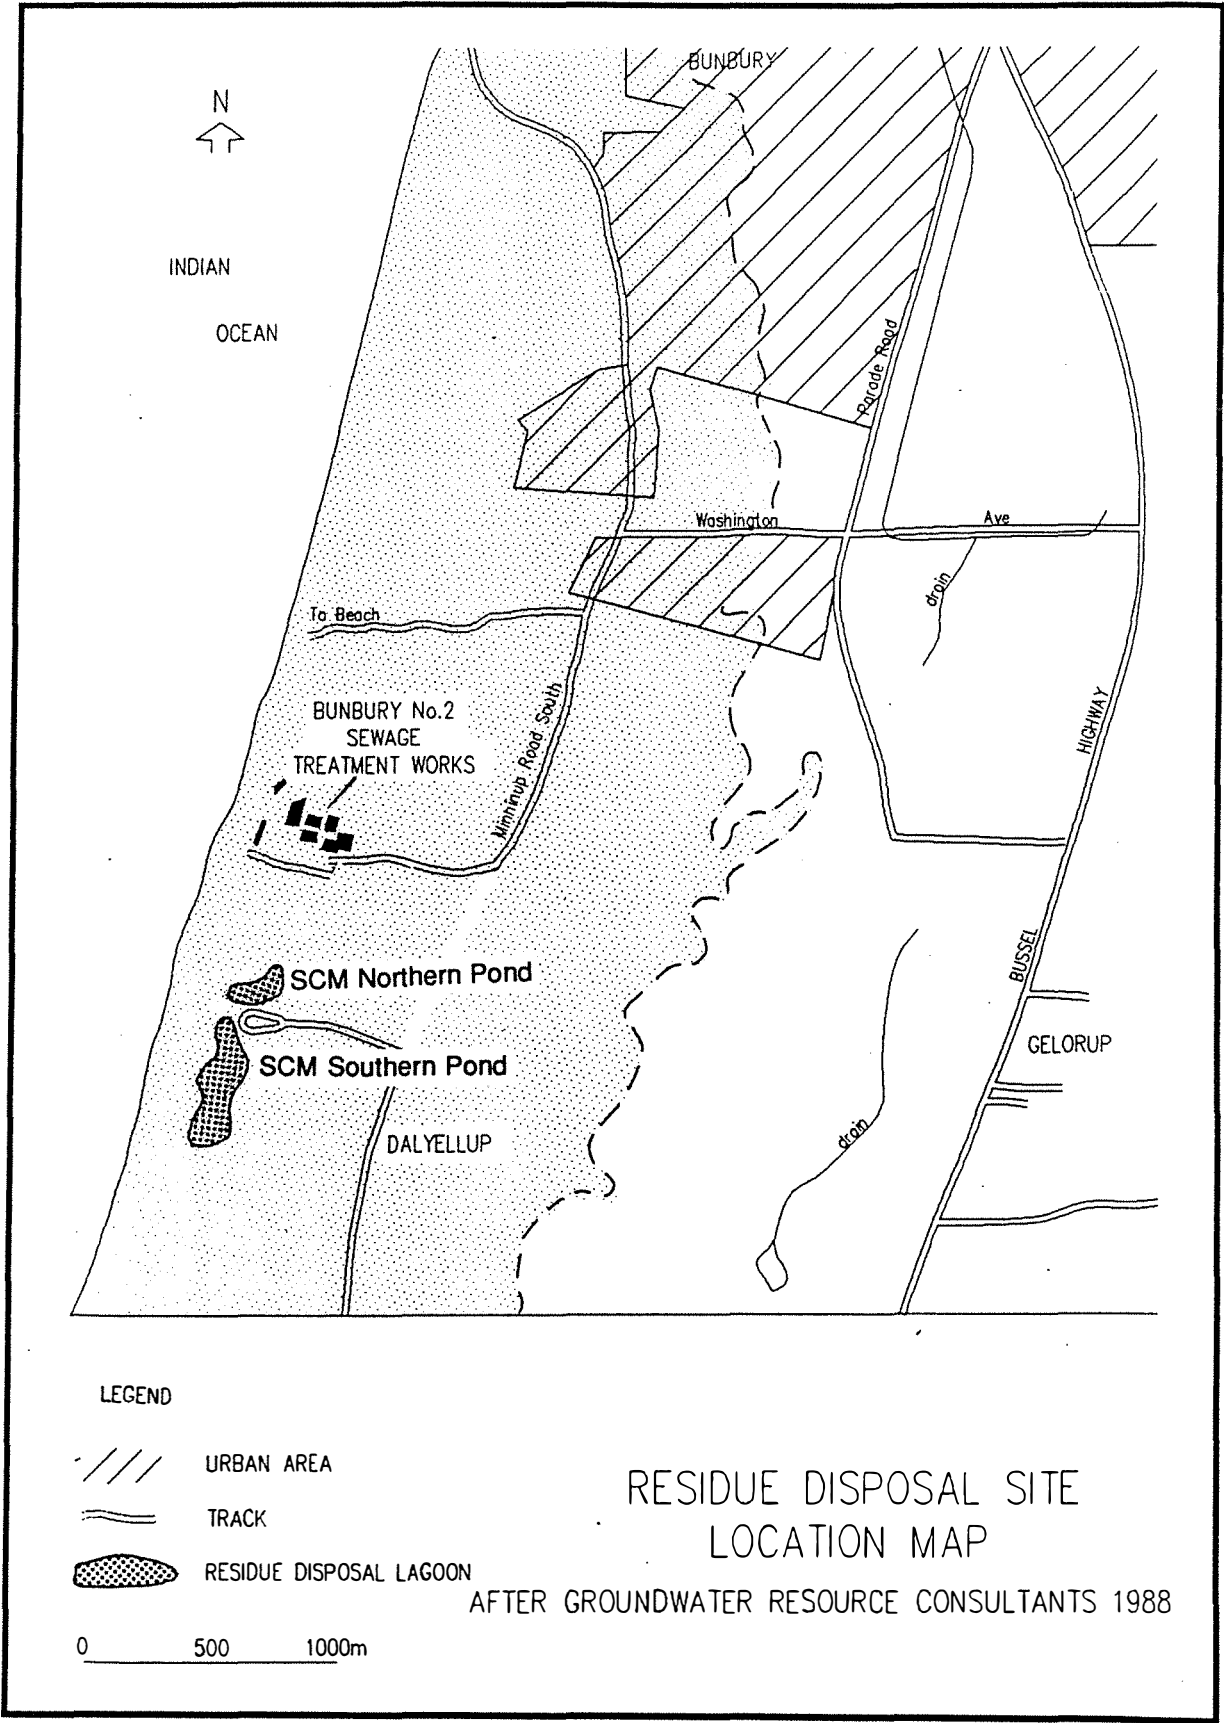 BUNBURY
N
INDIAN
OCEAN
Parade Road
Washington
Ave
drain
To Beach
BUNBURY No.2
SEWAGE
TREATMENT WORKS
Minninup Road South
HIGHWAY
BUSSEL
SCM Northern Pond
GELORUP
SCM Southern Pond
drain
DALYELLUP
LEGEND
URBAN AREA
TRACK
RESIDUE DISPOSAL LAGOON
0 500 1000m
RESIDUE DISPOSAL SITE
LOCATION MAP
AFTER GROUNDWATER RESOURCE CONSULTANTS 1988